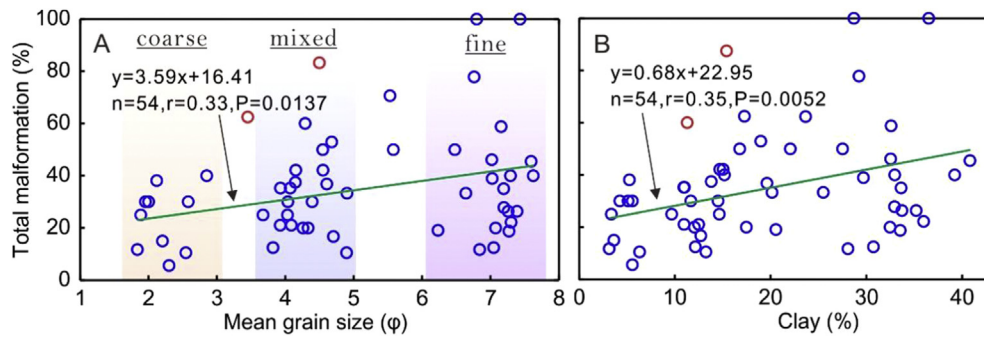 A
coarse
mixed
fine
y=3.59x+16.41
n=54,r=0.33,P=0.0137
Total malformation (%)
100
80
60
40
20
0
1 2 3 4 5 6 7 8
Mean grain size (φ)
B
y=0.68x+22.95
n=54,r=0.35,P=0.0052
0 10 20 30 40
Clay (%)